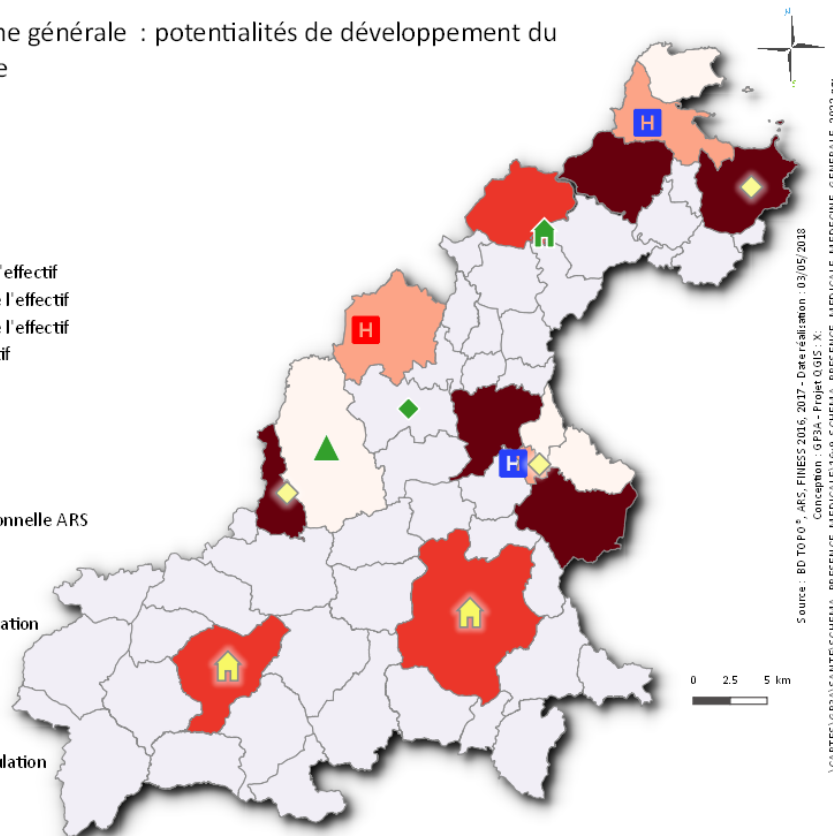 ne générale : potentialités de développement du
e
N
S
'effectif
l'effectif
l'effectif
if
H
H
H
onnelle ARS
ation
ulation
0 2.5 5 km
Source : BD TOPO®, ARS, FINESS 2016, 2017 - Date réalisation : 03/05/2018
Conception : GP3A - Projet QGIS : X: